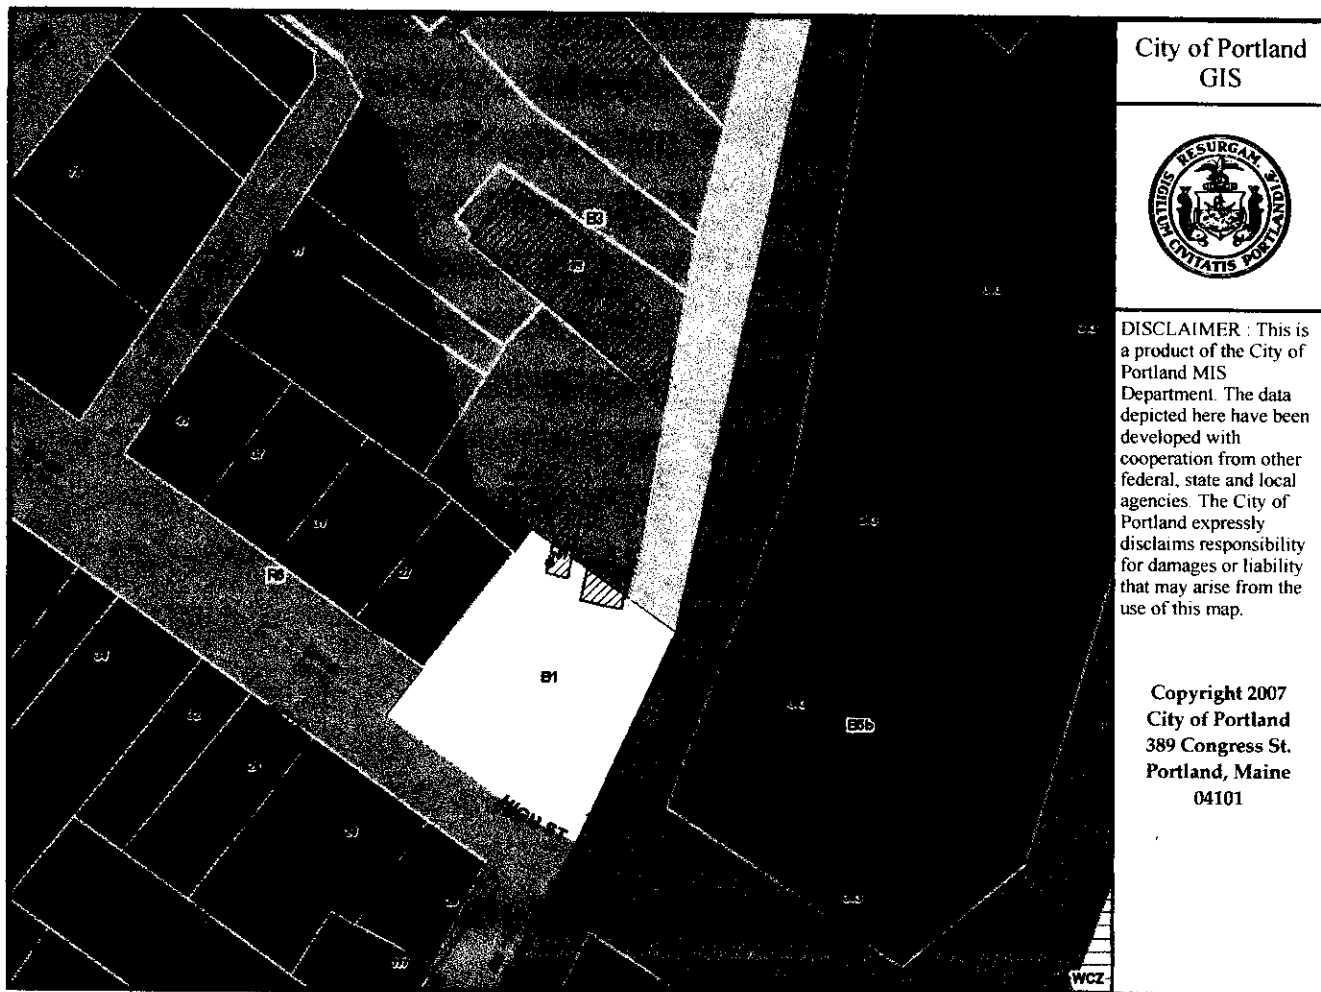 City of Portland
GIS
RESURGAM.
SIGILLUM CIVITATIS PORTLANDIÆ
DISCLAIMER : This is
a product of the City of
Portland MIS
Department. The data
depicted here have been
developed with
cooperation from other
federal, state and local
agencies. The City of
Portland expressly
disclaims responsibility
for damages or liability
that may arise from the
use of this map.
Copyright 2007
City of Portland
389 Congress St.
Portland, Maine
04101
B3
R6
B1
B5b
HIGH ST
WCZ